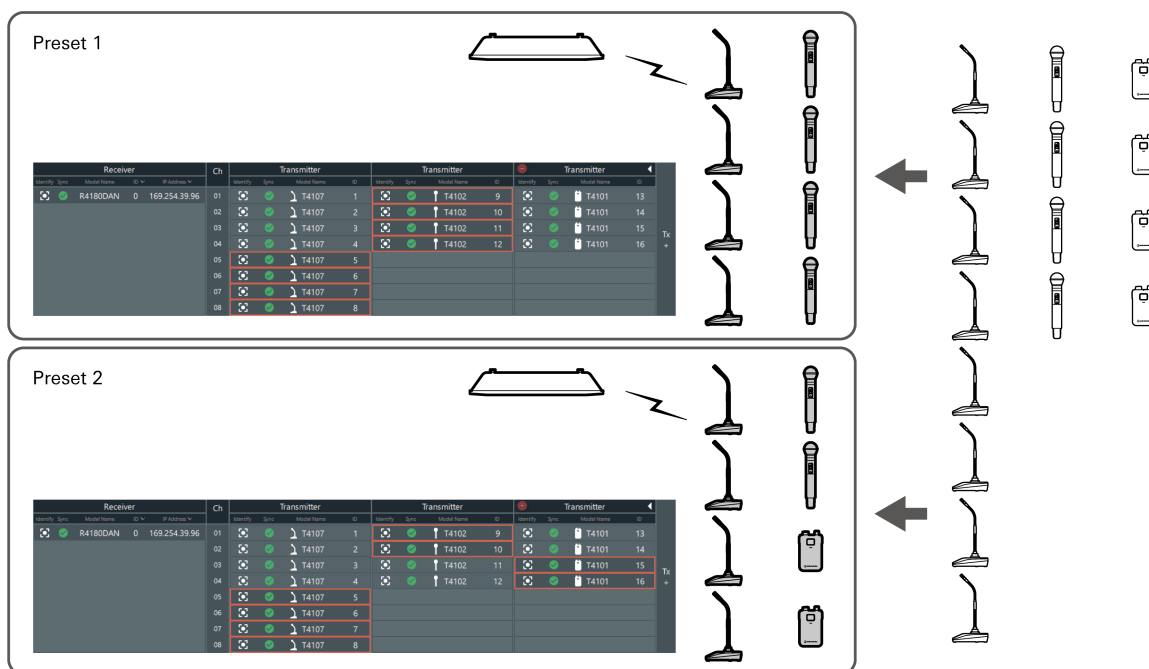 Preset 1
Receiver Ch Transmitter Transmitter Transmitter
Identify Sync Model Name ID IP Address Identify Sync Model Name ID Identify Sync Model Name ID Identify Sync Model Name ID
R4180DAN 0 169.254.39.96 01 T4107 1 T4102 9 T4101 13
02 T4107 2 T4102 10 T4101 14
03 T4107 3 T4102 11 T4101 15
04 T4107 4 T4102 12 T4101 16
Tx
+
05 T4107 5
06 T4107 6
07 T4107 7
08 T4107 8
Preset 2
Receiver Ch Transmitter Transmitter Transmitter
Identify Sync Model Name ID IP Address Identify Sync Model Name ID Identify Sync Model Name ID Identify Sync Model Name ID
R4180DAN 0 169.254.39.96 01 T4107 1 T4102 9 T4101 13
02 T4107 2 T4102 10 T4101 14
03 T4107 3 T4102 11 T4101 15
04 T4107 4 T4102 12 T4101 16
Tx
+
05 T4107 5
06 T4107 6
07 T4107 7
08 T4107 8